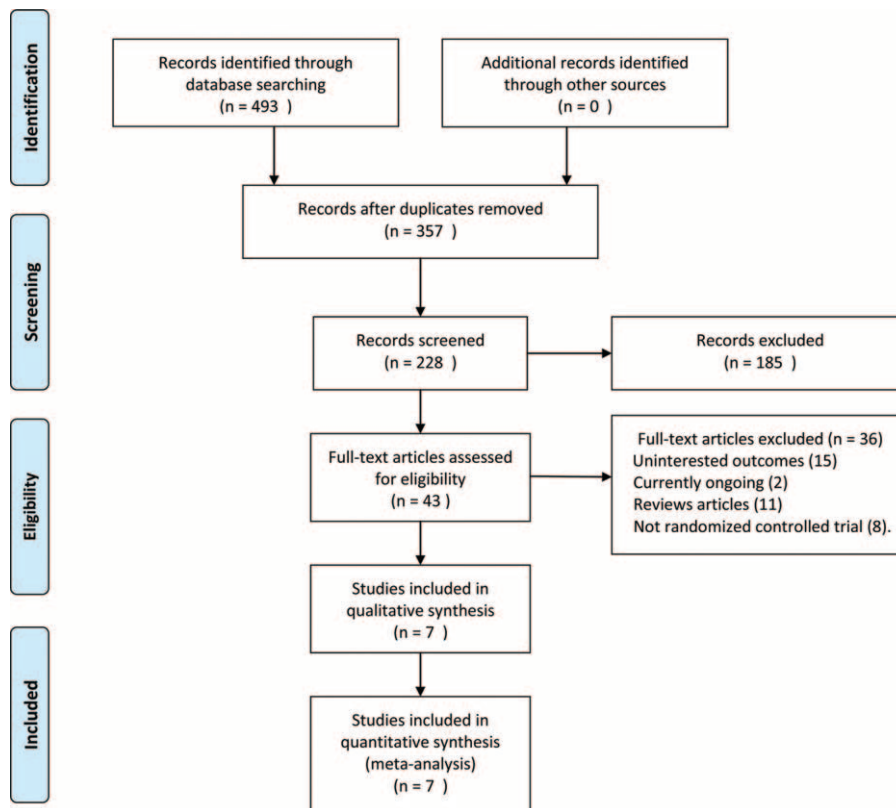 Identification
Records identified through
database searching
(n = 493 )
Additional records identified
through other sources
(n = 0 )
Records after duplicates removed
(n = 357 )
Screening
Records screened
(n = 228 )
Records excluded
(n = 185 )
Eligibility
Full-text articles assessed
for eligibility
(n = 43 )
Full-text articles excluded (n = 36)
Uninterested outcomes (15)
Currently ongoing (2)
Reviews articles (11)
Not randomized controlled trial (8).
Studies included in
qualitative synthesis
(n = 7 )
Included
Studies included in
quantitative synthesis
(meta-analysis)
(n = 7 )